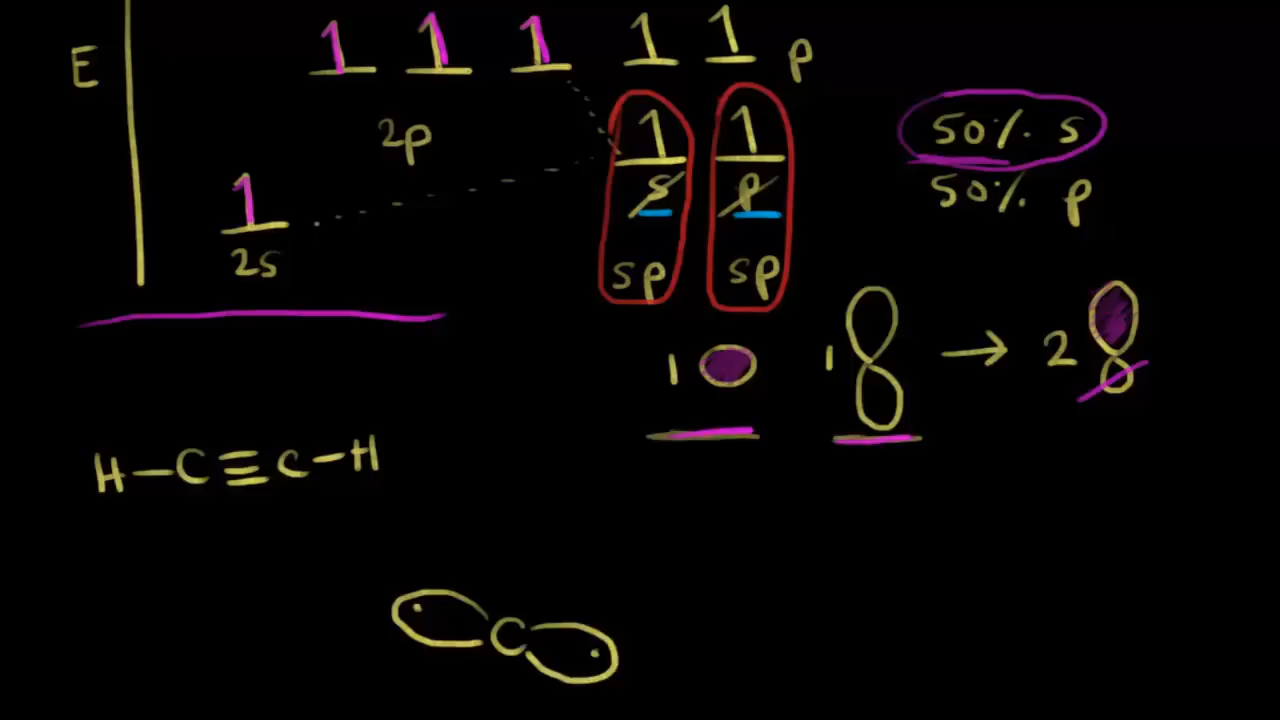 E 1 1 1 1 1 p
2p 1 1 50% s
1 s p 50% p
2s sp sp
1 1 → 2
H-C≡C-H
C